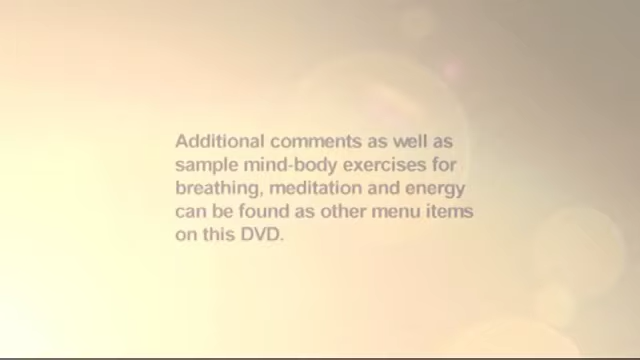 Additional comments as well as
sample mind-body exercises for
breathing, meditation and energy
can be found as other menu items
on this DVD.